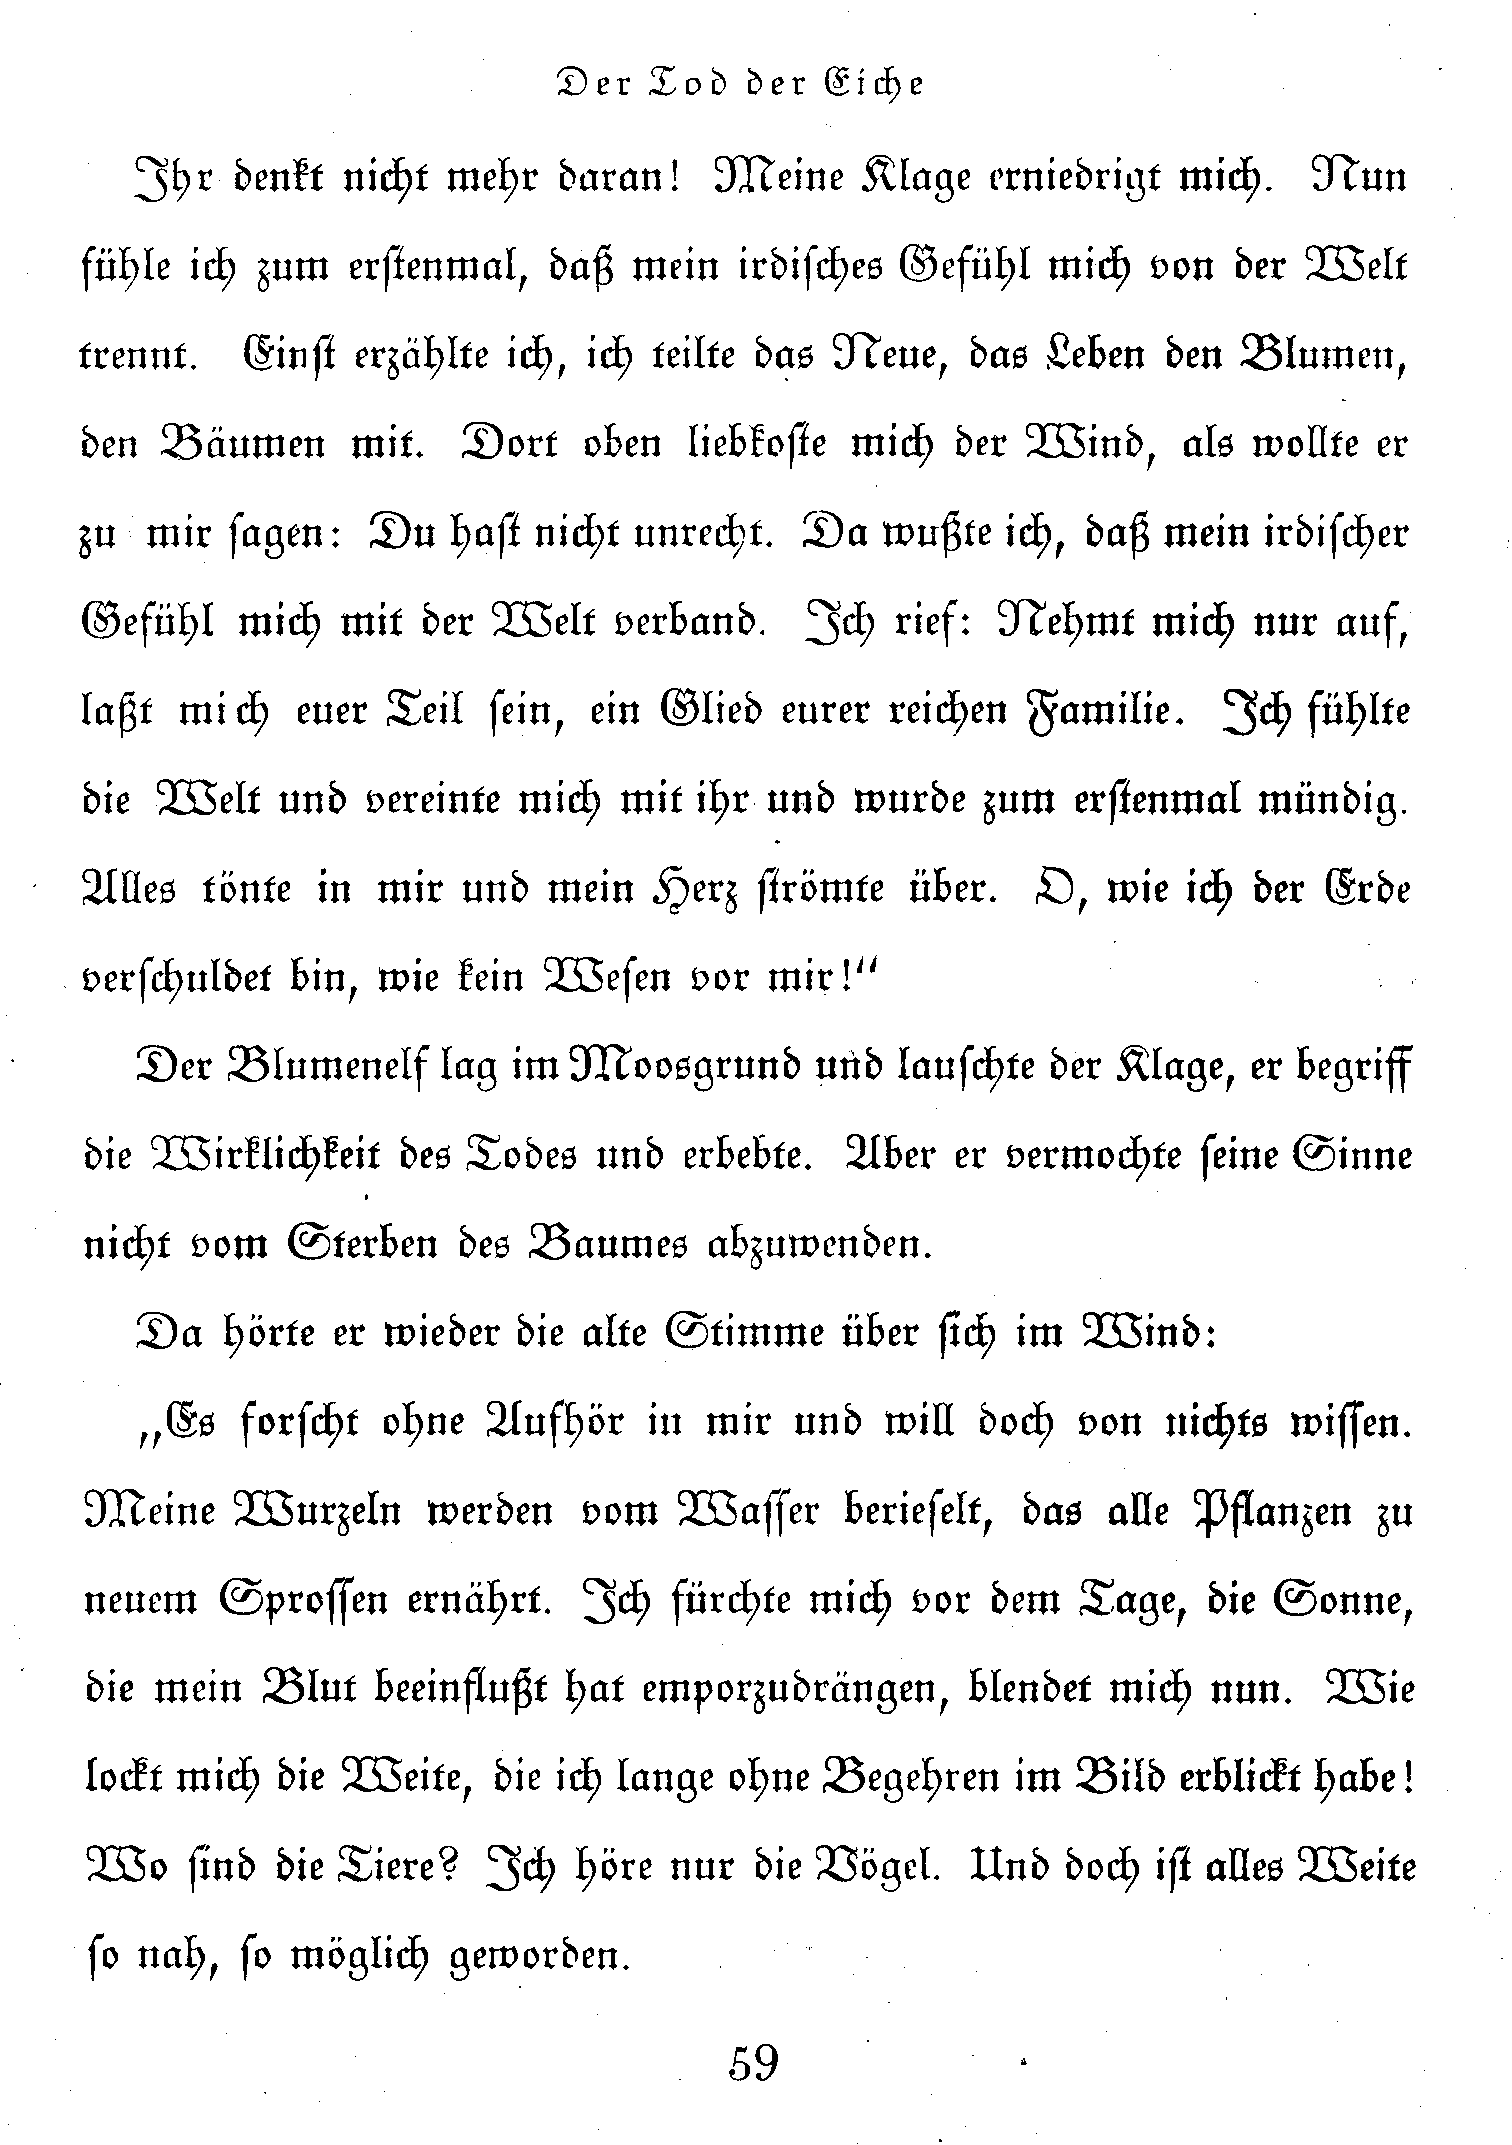 Der Tod der Eiche
Ihr denkt nicht mehr daran! Meine Klage erniedrigt mich. Nun
fühle ich zum erstenmal, daß mein irdisches Gefühl mich von der Welt
trennt. Einst erzählte ich, ich teilte das Neue, das Leben den Blumen,
den Bäumen mit. Dort oben liebkoste mich der Wind, als wollte er
zu mir sagen: Du hast nicht unrecht. Da wußte ich, daß mein irdischer
Gefühl mich mit der Welt verband. Ich rief: Nehmt mich nur auf,
laßt mich euer Teil sein, ein Glied eurer reichen Familie. Ich fühlte
die Welt und vereinte mich mit ihr und wurde zum erstenmal mündig.
Alles tönte in mir und mein Herz strömte über. O, wie ich der Erde
verschuldet bin, wie kein Wesen vor mir!“
Der Blumenelf lag im Moosgrund und lauschte der Klage, er begriff
die Wirklichkeit des Todes und erbebte. Aber er vermochte seine Sinne
nicht vom Sterben des Baumes abzuwenden.
Da hörte er wieder die alte Stimme über sich im Wind:
„Es forscht ohne Aufhör in mir und will doch von nichts wissen.
Meine Wurzeln werden vom Wasser berieselt, das alle Pflanzen zu
neuem Sprossen ernährt. Ich fürchte mich vor dem Tage, die Sonne,
die mein Blut beeinflußt hat emporzudrängen, blendet mich nun. Wie
lockt mich die Weite, die ich lange ohne Begehren im Bild erblickt habe!
Wo sind die Tiere? Ich höre nur die Vögel. Und doch ist alles Weite
so nah, so möglich geworden.
59